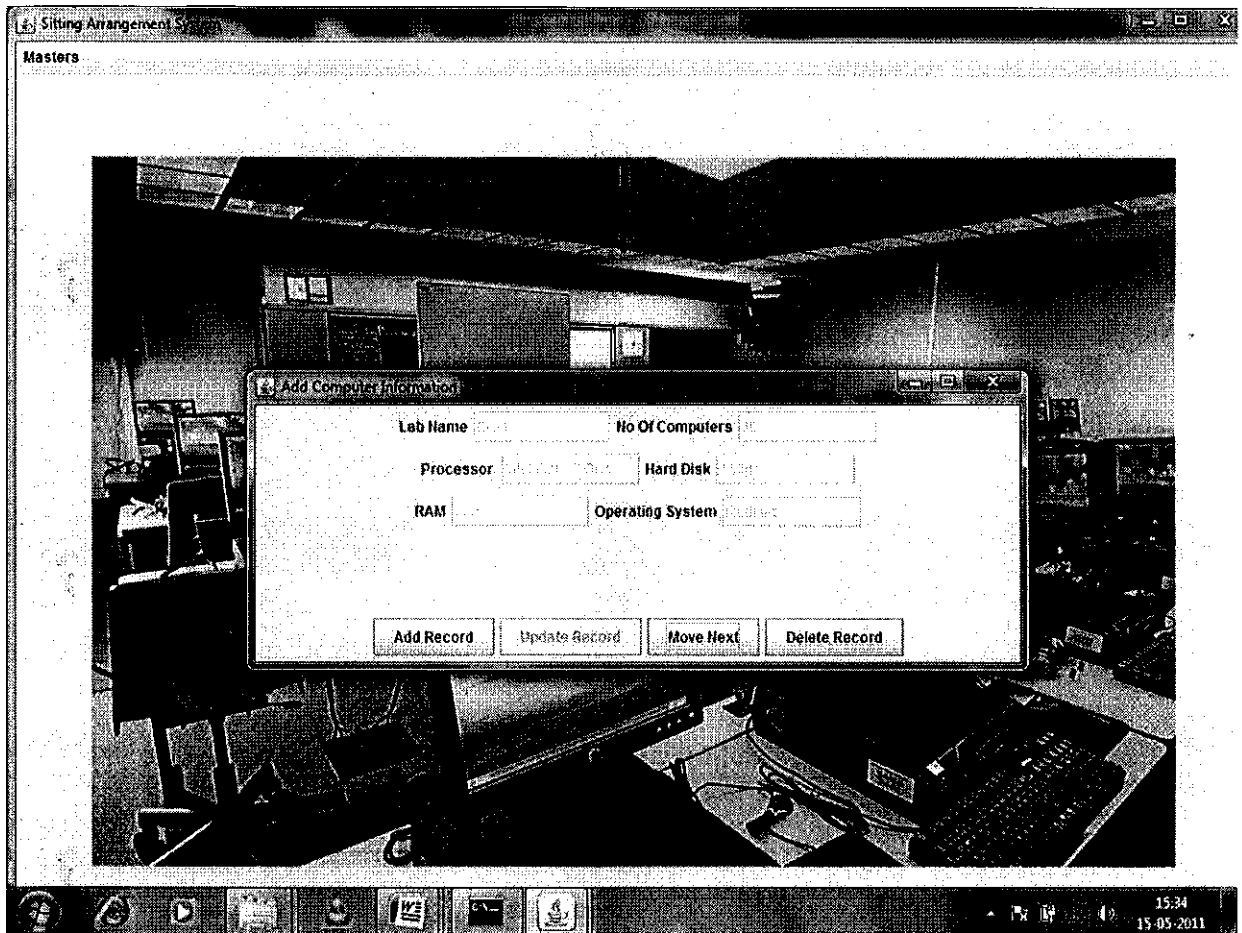 Sitting Arrangement
Masters
Add Computer Information
Lab Name No Of Computers
Processor Hard Disk
RAM Operating System
Add Record Update Record Move Next Delete Record
15:34
15-05-2011